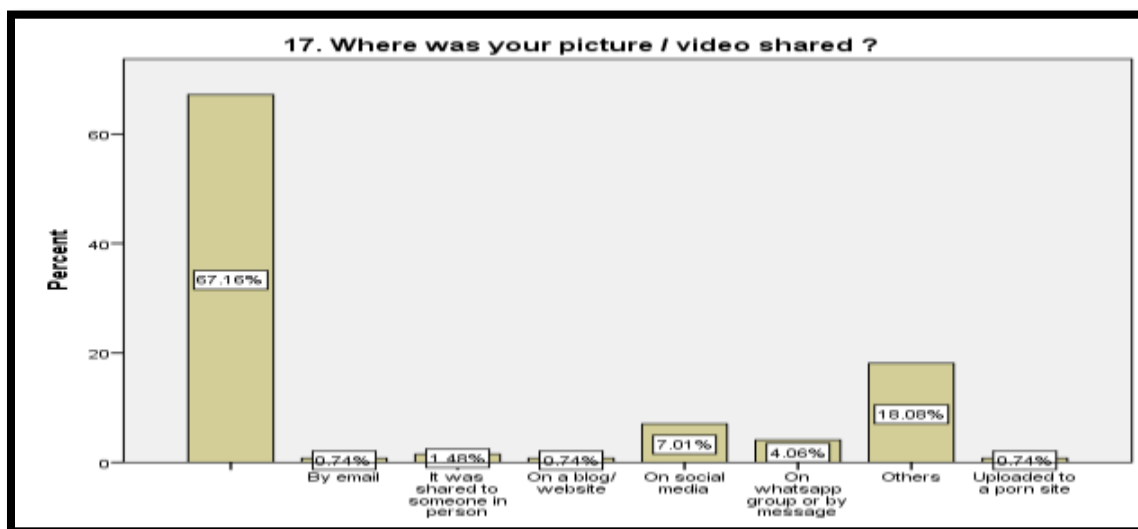 17. Where was your picture / video shared ?
Percent
60
40
20
0
67.16%
0.74%
1.48%
0.74%
7.01%
4.06%
18.08%
0.74%
By email
It was
shared to
someone in
person
On a blog/
website
On social
media
On
whatsapp
group or by
message
Others
Uploaded to
a porn site